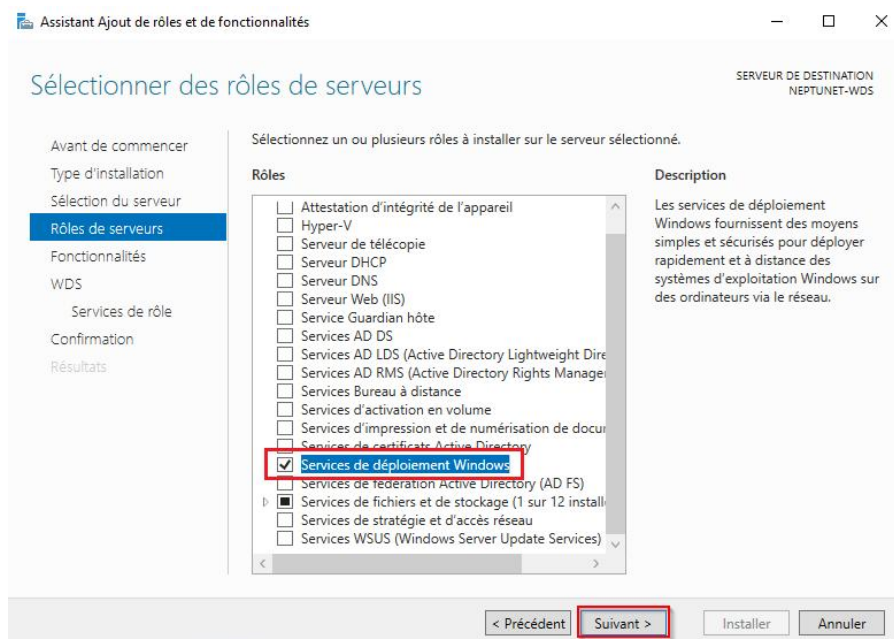 Assistant Ajout de rôles et de fonctionnalités
Sélectionner des rôles de serveurs
SERVEUR DE DESTINATION
NEPTUNET-WDS
Avant de commencer
Type d'installation
Sélection du serveur
Rôles de serveurs
Fonctionnalités
WDS
Services de rôle
Confirmation
Résultats
Sélectionnez un ou plusieurs rôles à installer sur le serveur sélectionné.
Rôles
Attestation d'intégrité de l'appareil
Hyper-V
Serveur de télécopie
Serveur DHCP
Serveur DNS
Serveur Web (IIS)
Service Guardian hôte
Services AD DS
Services AD LDS (Active Directory Lightweight Dire
Services AD RMS (Active Directory Rights Manage
Services Bureau à distance
Services d'activation en volume
Services d'impression et de numérisation de docu
Services de certificats Active Directory
Services de déploiement Windows
Services de fédération Active Directory (AD FS)
Services de fichiers et de stockage (1 sur 12 install
Services de stratégie et d'accès réseau
Services WSUS (Windows Server Update Services)
Description
Les services de déploiement
Windows fournissent des moyens
simples et sécurisés pour déployer
rapidement et à distance des
systèmes d'exploitation Windows sur
des ordinateurs via le réseau.
< Précédent
Suivant >
Installer
Annuler